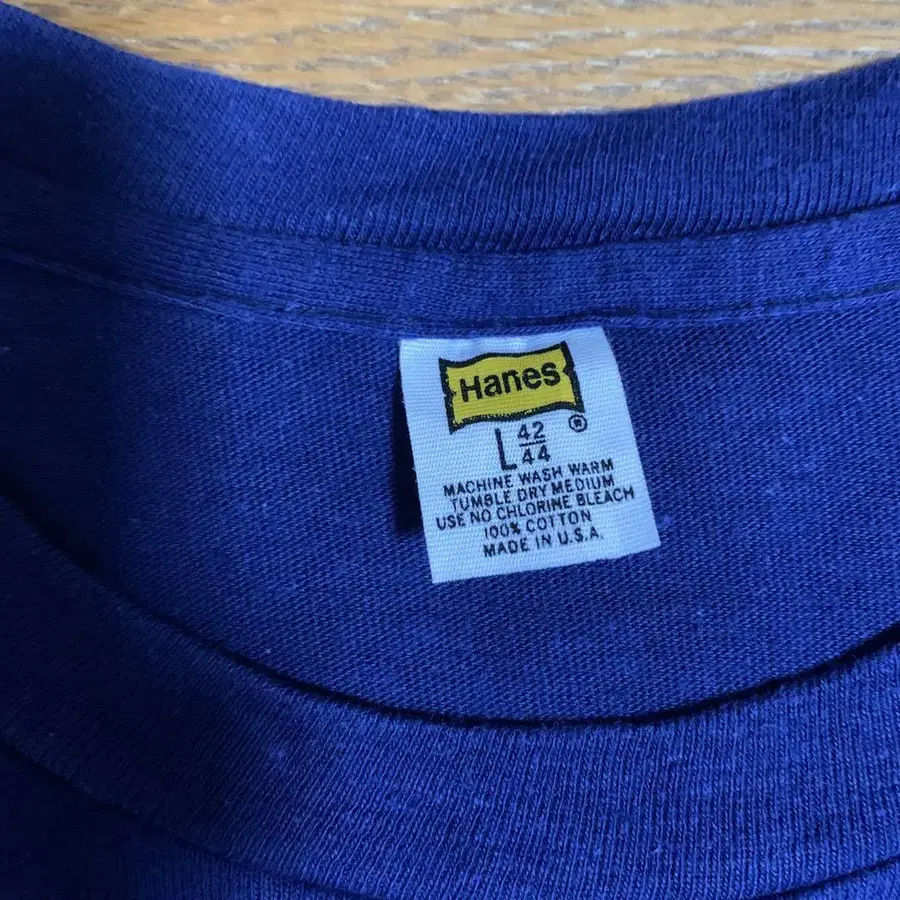 Hanes
®
L 42/44
MACHINE WASH WARM
TUMBLE DRY MEDIUM
USE NO CHLORINE BLEACH
100% COTTON
MADE IN U.S.A.